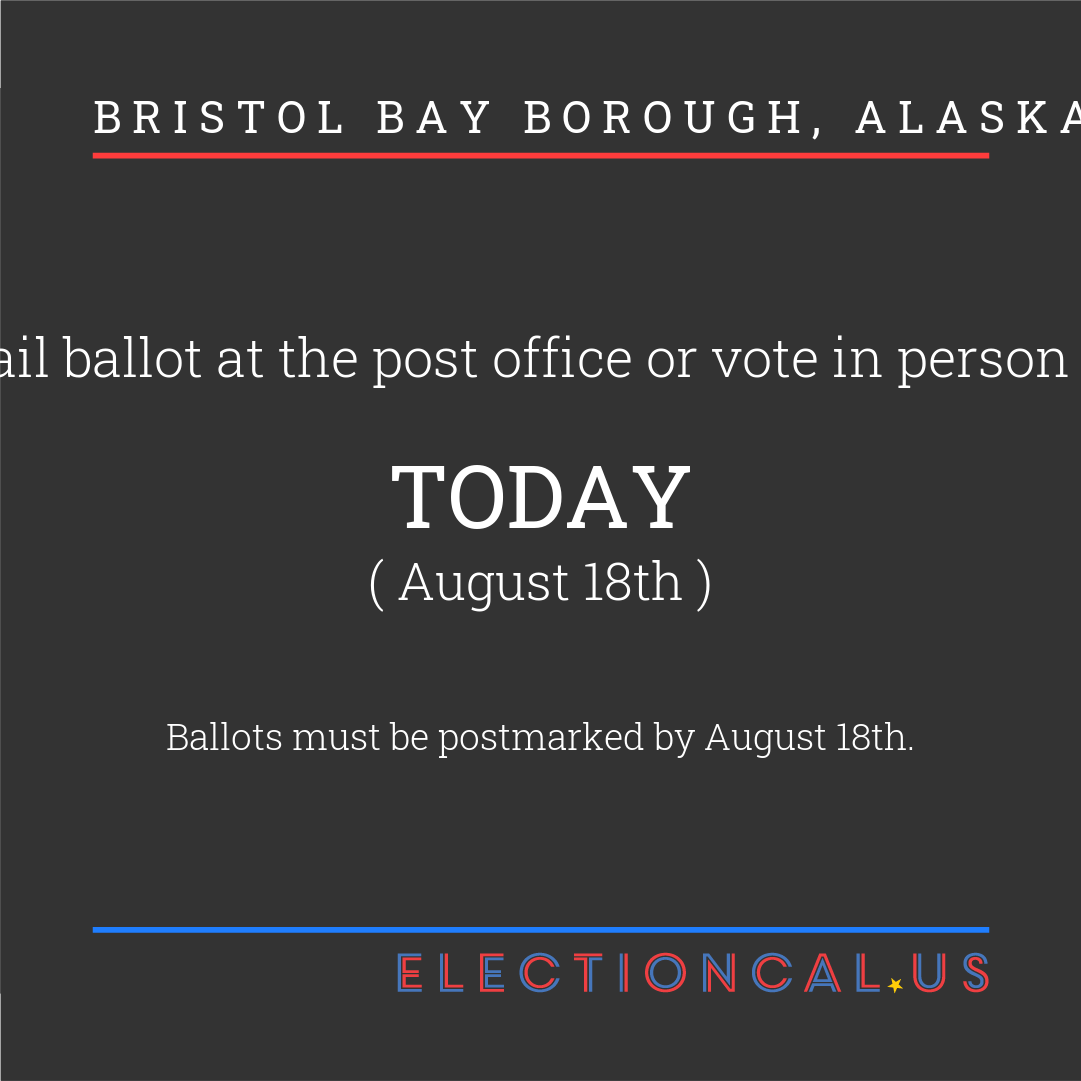 BRISTOL BAY BOROUGH, ALASKA
ail ballot at the post office or vote in person
TODAY
( August 18th )
Ballots must be postmarked by August 18th.
ELECTIONCAL.US